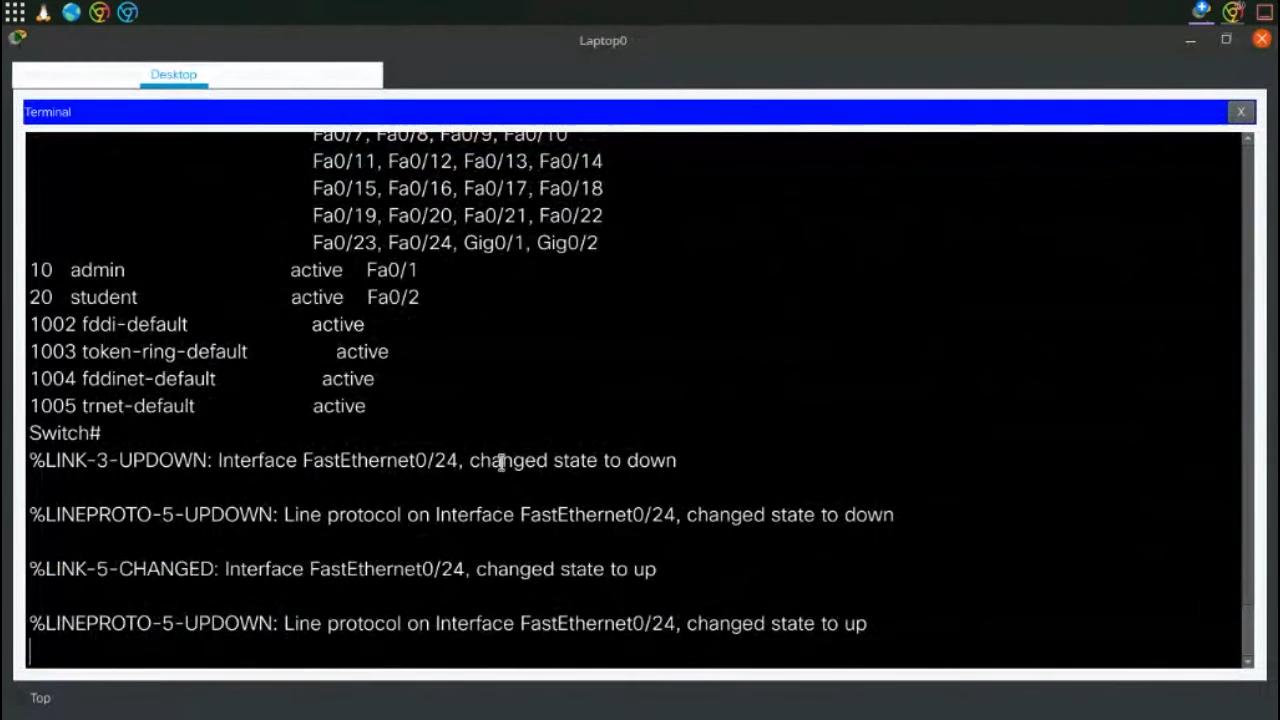 Laptop0
Desktop
Terminal
X
Fa0/7, Fa0/8, Fa0/9, Fa0/10
Fa0/11, Fa0/12, Fa0/13, Fa0/14
Fa0/15, Fa0/16, Fa0/17, Fa0/18
Fa0/19, Fa0/20, Fa0/21, Fa0/22
Fa0/23, Fa0/24, Gig0/1, Gig0/2
10 admin active Fa0/1
20 student active Fa0/2
1002 fddi-default active
1003 token-ring-default active
1004 fddinet-default active
1005 trnet-default active
Switch#
%LINK-3-UPDOWN: Interface FastEthernet0/24, changed state to down
%LINEPROTO-5-UPDOWN: Line protocol on Interface FastEthernet0/24, changed state to down
%LINK-5-CHANGED: Interface FastEthernet0/24, changed state to up
%LINEPROTO-5-UPDOWN: Line protocol on Interface FastEthernet0/24, changed state to up
Top